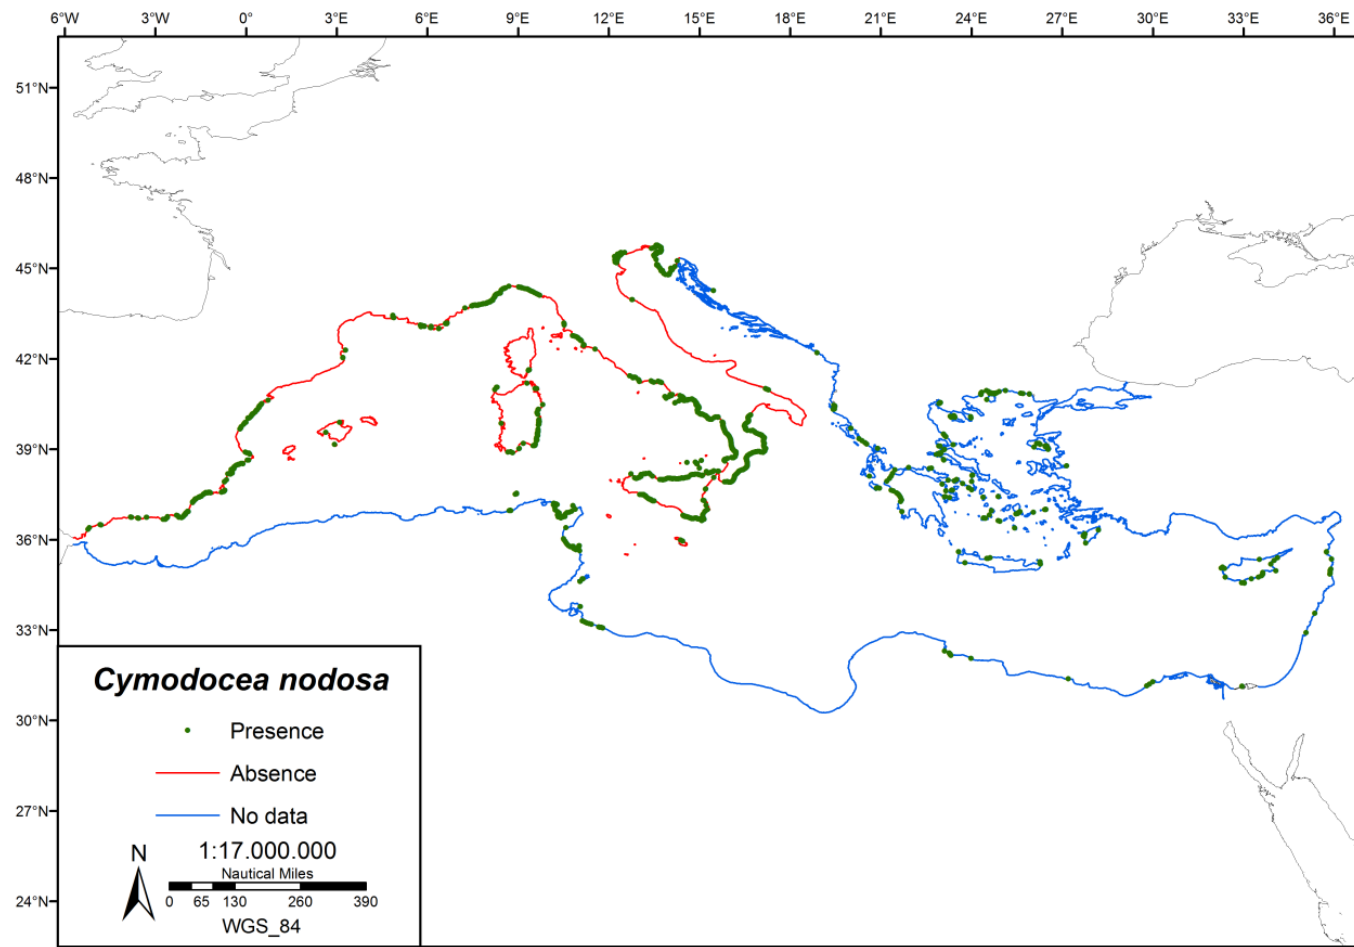 6°W 3°W 0° 3°E 6°E 9°E 12°E 15°E 18°E 21°E 24°E 27°E 30°E 33°E 36°E
51°N
48°N
45°N
42°N
39°N
36°N
33°N
30°N
27°N
24°N
Cymodocea nodosa
Presence
Absence
No data
N
1:17.000.000
Nautical Miles
0 65 130 260 390
WGS_84